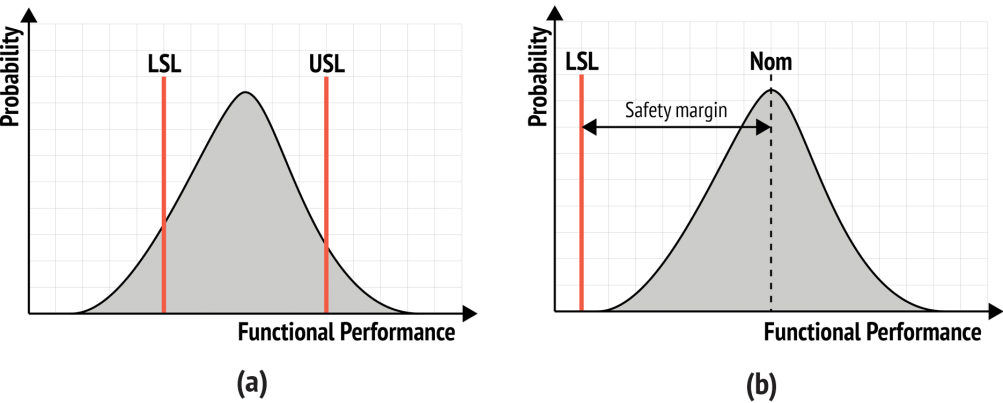 Probability
LSL
USL
Functional Performance
(a)
Probability
LSL
Nom
Safety margin
Functional Performance
(b)